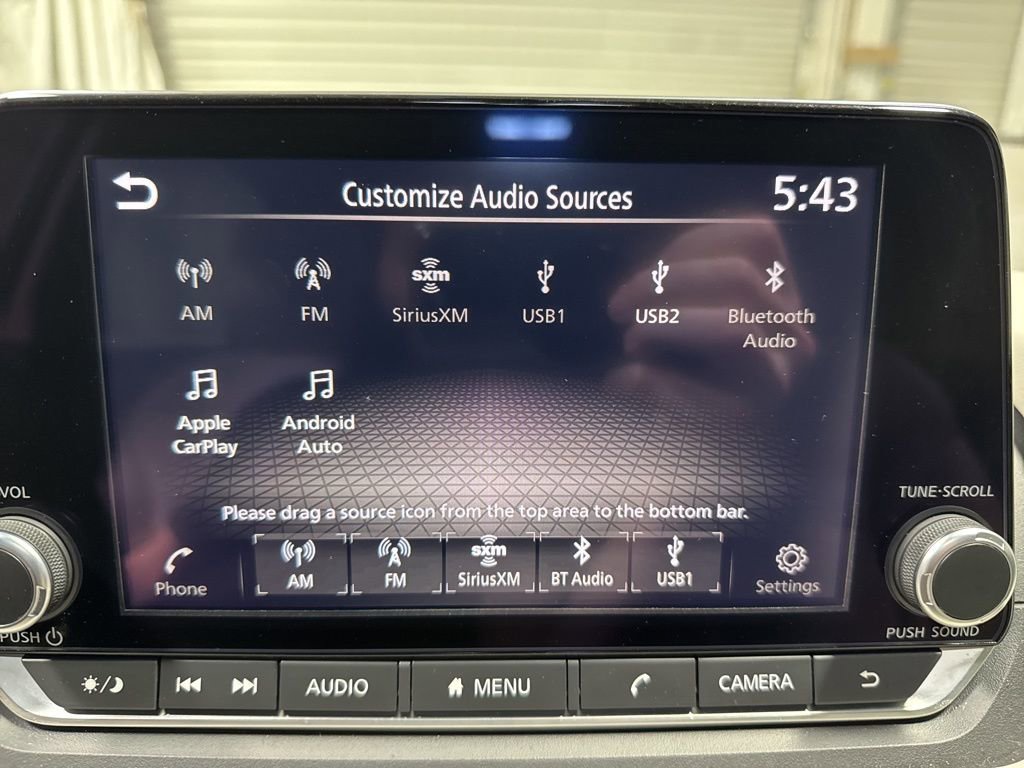 Customize Audio Sources
5:43
AM
FM
sxm
SiriusXM
USB1
USB2
Bluetooth
Audio
Apple
CarPlay
Android
Auto
VOL
TUNE·SCROLL
Please drag a source icon from the top area to the bottom bar.
Phone
AM
FM
sxm
SiriusXM
BT Audio
USB1
Settings
PUSH
PUSH SOUND
AUDIO
MENU
CAMERA